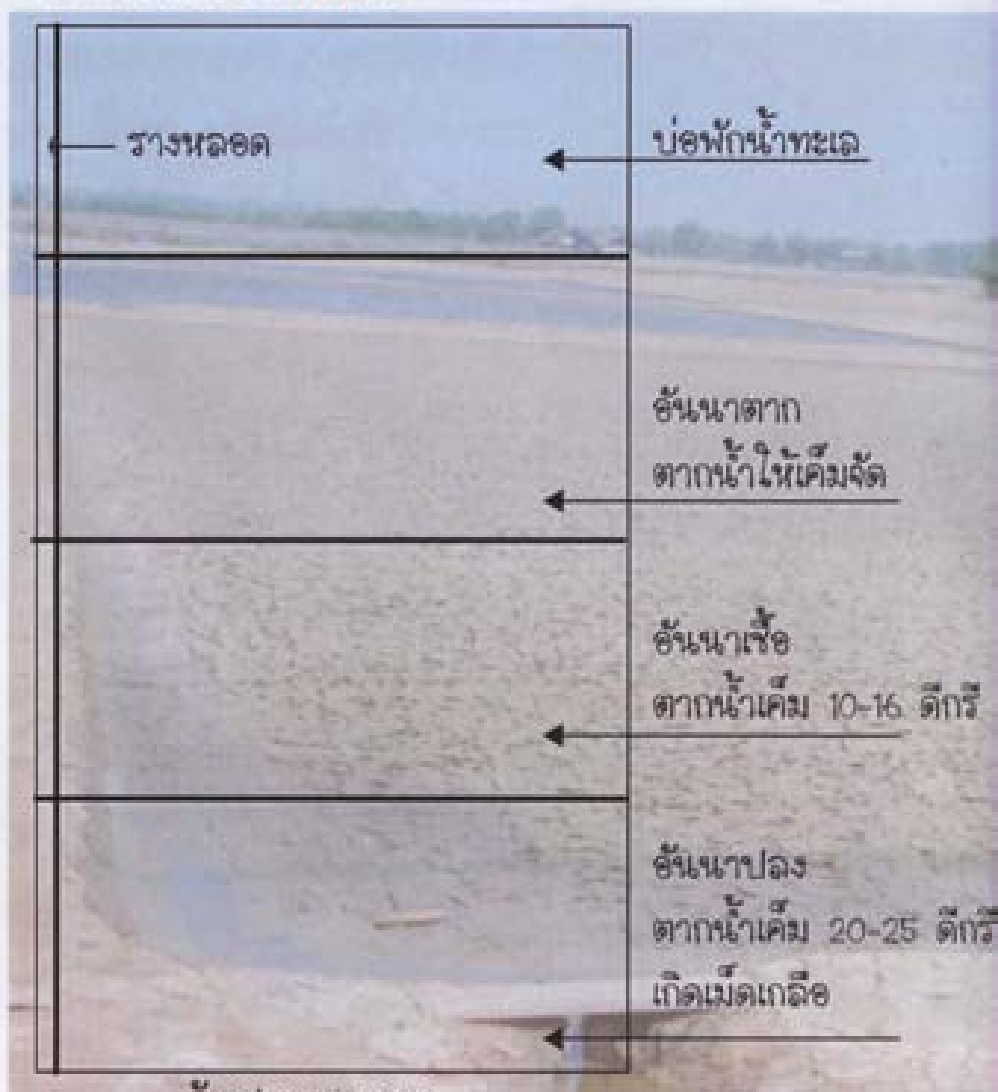 รางหลอด
บ่อพักน้ำทะเล
อันนาตาก
ตากน้ำให้เค็มจัด
อันนาเชื้อ
ตากน้ำเค็ม 10-16 ดีกรี
อันนาปลง
ตากน้ำเค็ม 20-25 ดีกรี
เกิดเม็ดเกลือ